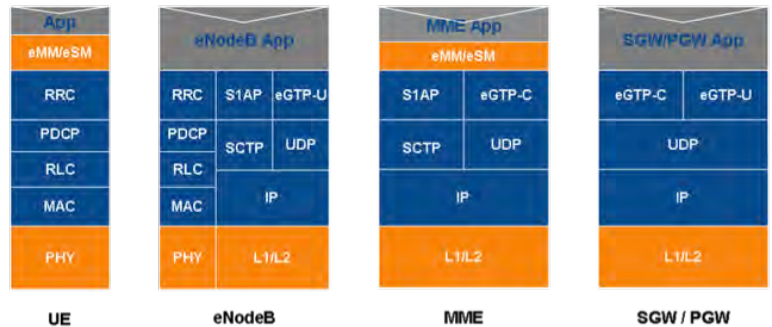 App
eMM/eSM
RRC
PDCP
RLC
MAC
PHY
UE
eNodeB App
RRC S1AP eGTP-U
PDCP SCTP UDP
RLC
MAC IP
PHY L1/L2
eNodeB
MME App
eMM/eSM
S1AP eGTP-C
SCTP UDP
IP
L1/L2
MME
SGW/PGW App
eGTP-C eGTP-U
UDP
IP
L1/L2
SGW / PGW